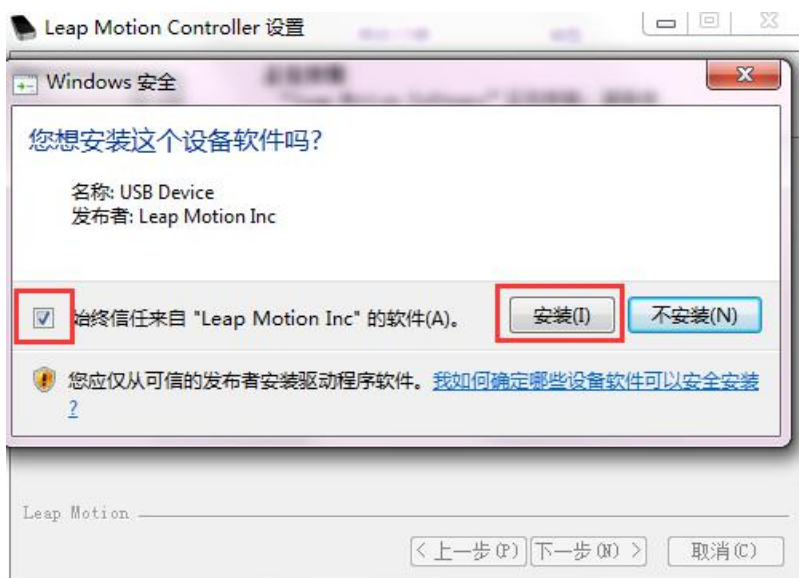 Leap Motion Controller 设置
Windows 安全
您想安装这个设备软件吗?
名称: USB Device
发布者: Leap Motion Inc
始终信任来自 "Leap Motion Inc" 的软件(A)。
安装(I)
不安装(N)
您应仅从可信的发布者安装驱动程序软件。我如何确定哪些设备软件可以安全安装
?
Leap Motion
< 上一步(P)
下一步(N) >
取消(C)